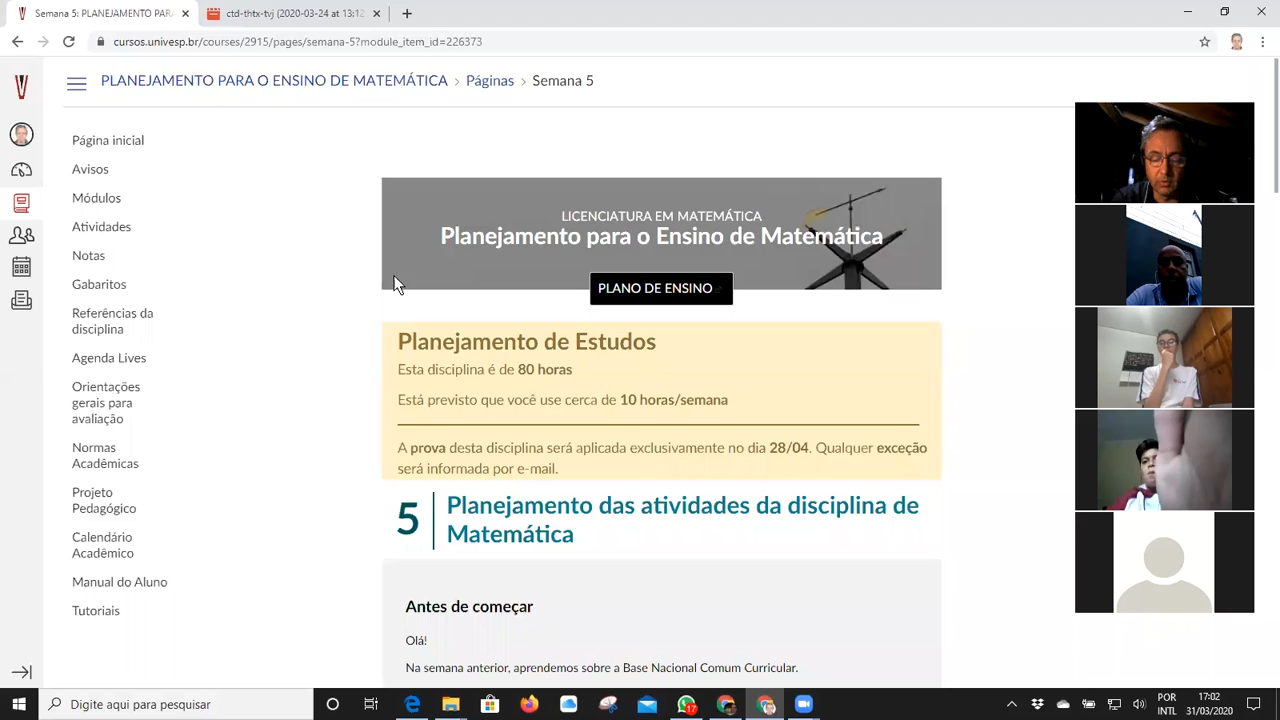 Semana 5: PLANEJAMENTO PAR
ctd-thtx-tvj (2020-03-24 at 13:12
cursos.univesp.br/courses/2915/pages/semana-5?module_item_id=226373
PLANEJAMENTO PARA O ENSINO DE MATEMÁTICA > Páginas > Semana 5
Página inicial
Avisos
Módulos
Atividades
Notas
Gabaritos
Referências da
disciplina
Agenda Lives
Orientações
gerais para
avaliação
Normas
Acadêmicas
Projeto
Pedagógico
Calendário
Acadêmico
Manual do Aluno
Tutoriais
LICENCIATURA EM MATEMÁTICA
Planejamento para o Ensino de Matemática
PLANO DE ENSINO
Planejamento de Estudos
Esta disciplina é de 80 horas
Está previsto que você use cerca de 10 horas/semana
A prova desta disciplina será aplicada exclusivamente no dia 28/04. Qualquer exceção
será informada por e-mail.
5 Planejamento das atividades da disciplina de
Matemática
Antes de começar
Olá!
Na semana anterior, aprendemos sobre a Base Nacional Comum Curricular.
Digite aqui para pesquisar
17
POR
INTL
17:02
31/03/2020